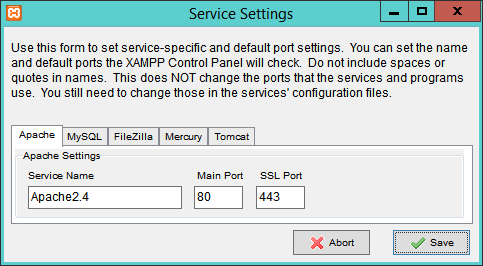 Service Settings
Use this form to set service-specific and default port settings.  You can set the name
and default ports the XAMPP Control Panel will check.  Do not include spaces or
quotes in names.  This does NOT change the ports that the services and programs
use.  You still need to change those in the services' configuration files.
Apache MySQL FileZilla Mercury Tomcat
Apache Settings
Service Name Main Port SSL Port
Apache2.4 80 443
Abort Save